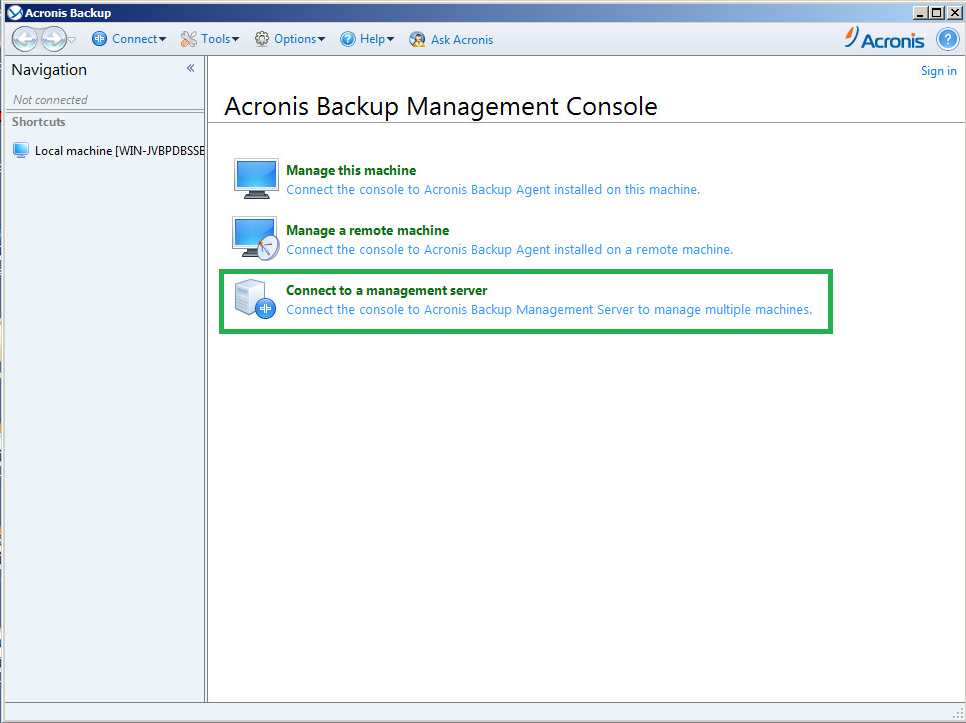 Acronis Backup
Connect Tools Options Help Ask Acronis Acronis ?
Navigation «
Sign in
Not connected
Shortcuts
Local machine [WIN-JVBPDBSSE
Acronis Backup Management Console
Manage this machine
Connect the console to Acronis Backup Agent installed on this machine.
Manage a remote machine
Connect the console to Acronis Backup Agent installed on a remote machine.
Connect to a management server
Connect the console to Acronis Backup Management Server to manage multiple machines.